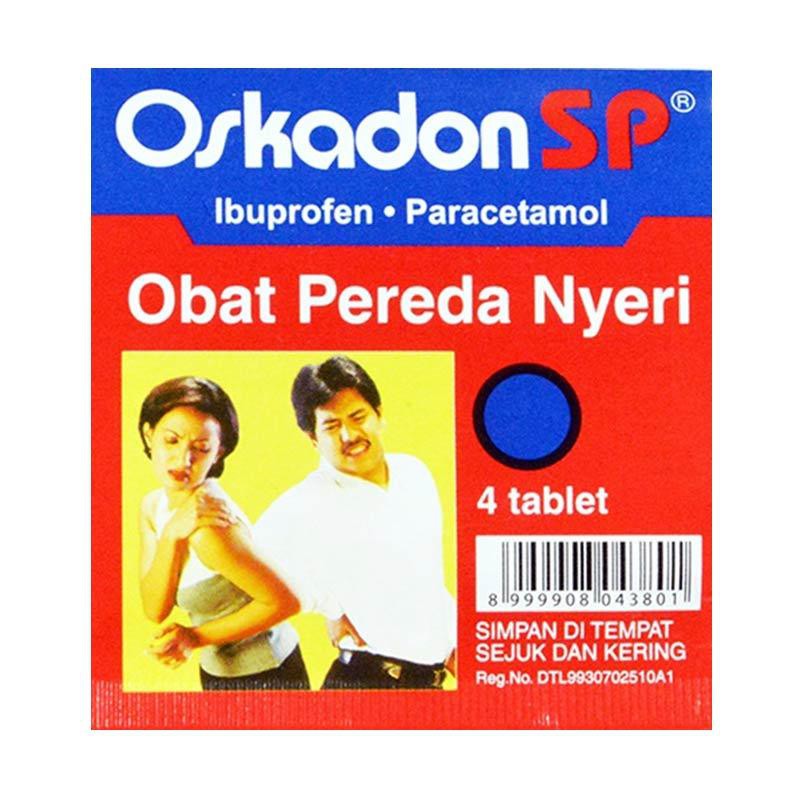 Oskadon SP®
Ibuprofen • Paracetamol
Obat Pereda Nyeri
4 tablet
8 999908 043801
SIMPAN DI TEMPAT
SEJUK DAN KERING
Reg.No. DTL9930702510A1